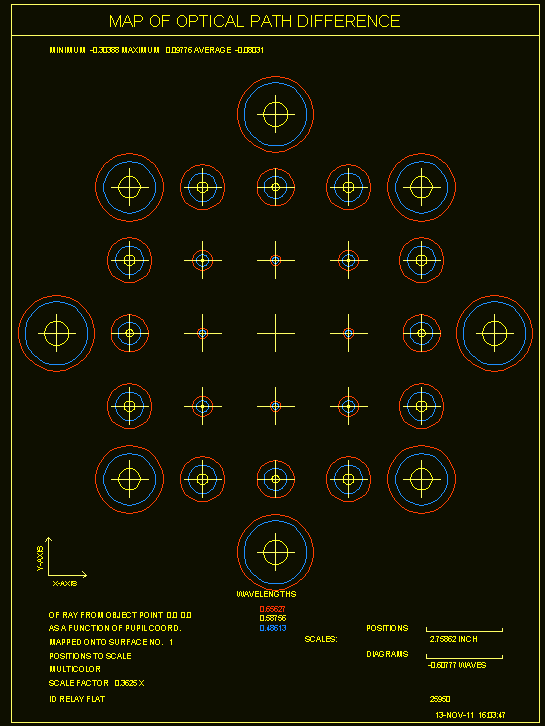 MAP OF OPTICAL PATH DIFFERENCE
MINIMUM -0.30388 MAXIMUM 0.09776 AVERAGE -0.08031
Y-AXIS
X-AXIS
WAVELENGTHS
0.65627
0.58756
0.48613
OF RAY FROM OBJECT POINT 0.0 0.0
AS A FUNCTION OF PUPIL COORD.
MAPPED ONTO SURFACE NO. 1
POSITIONS TO SCALE
MULTICOLOR
SCALE FACTOR 0.3625 X
ID RELAY FLAT
SCALES:
POSITIONS
2.75862 INCH
DIAGRAMS
-0.60777 WAVES
25950
13-NOV-11 16:03:47